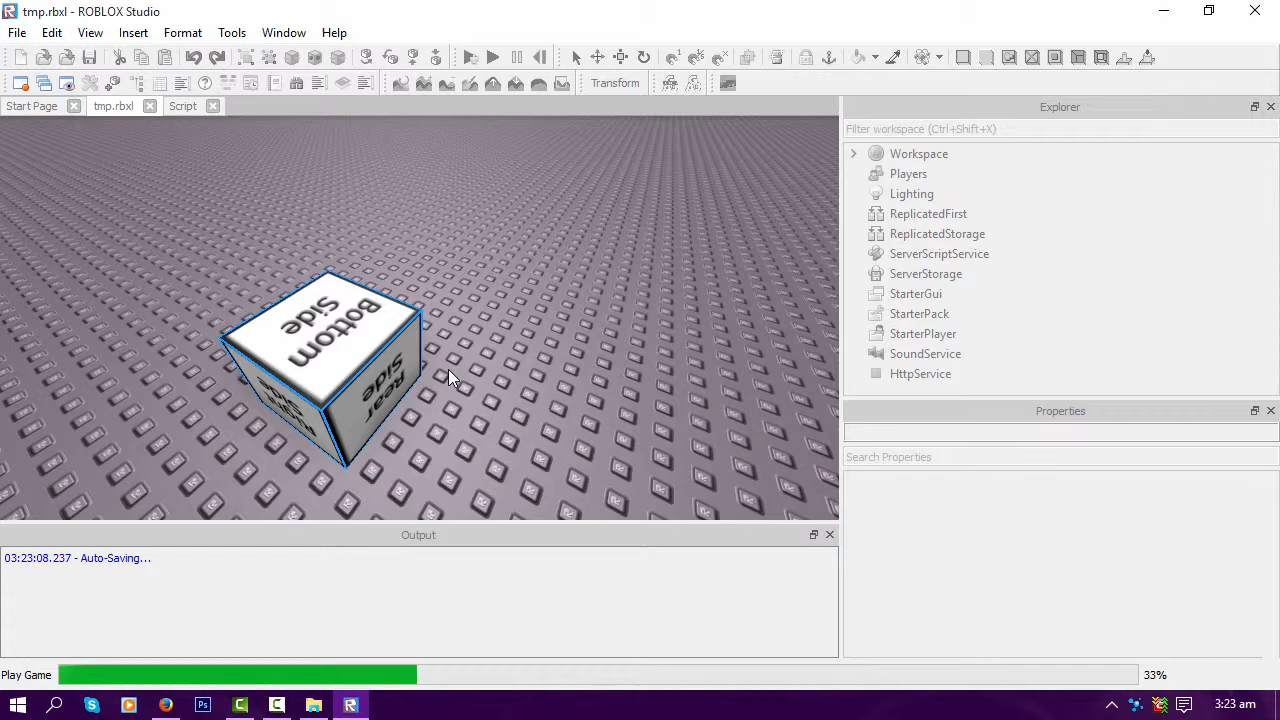 tmp.rbxl - ROBLOX Studio
File Edit View Insert Format Tools Window Help
Transform
Start Page tmp.rbxl Script
Explorer
Filter workspace (Ctrl+Shift+X)
Workspace
Players
Lighting
ReplicatedFirst
ReplicatedStorage
ServerScriptService
ServerStorage
StarterGui
StarterPack
StarterPlayer
SoundService
HttpService
Bottom
Side
Right
Side
Rear
Side
Properties
Search Properties
Output
03:23:08.237 - Auto-Saving...
Play Game 33%
3:23 am